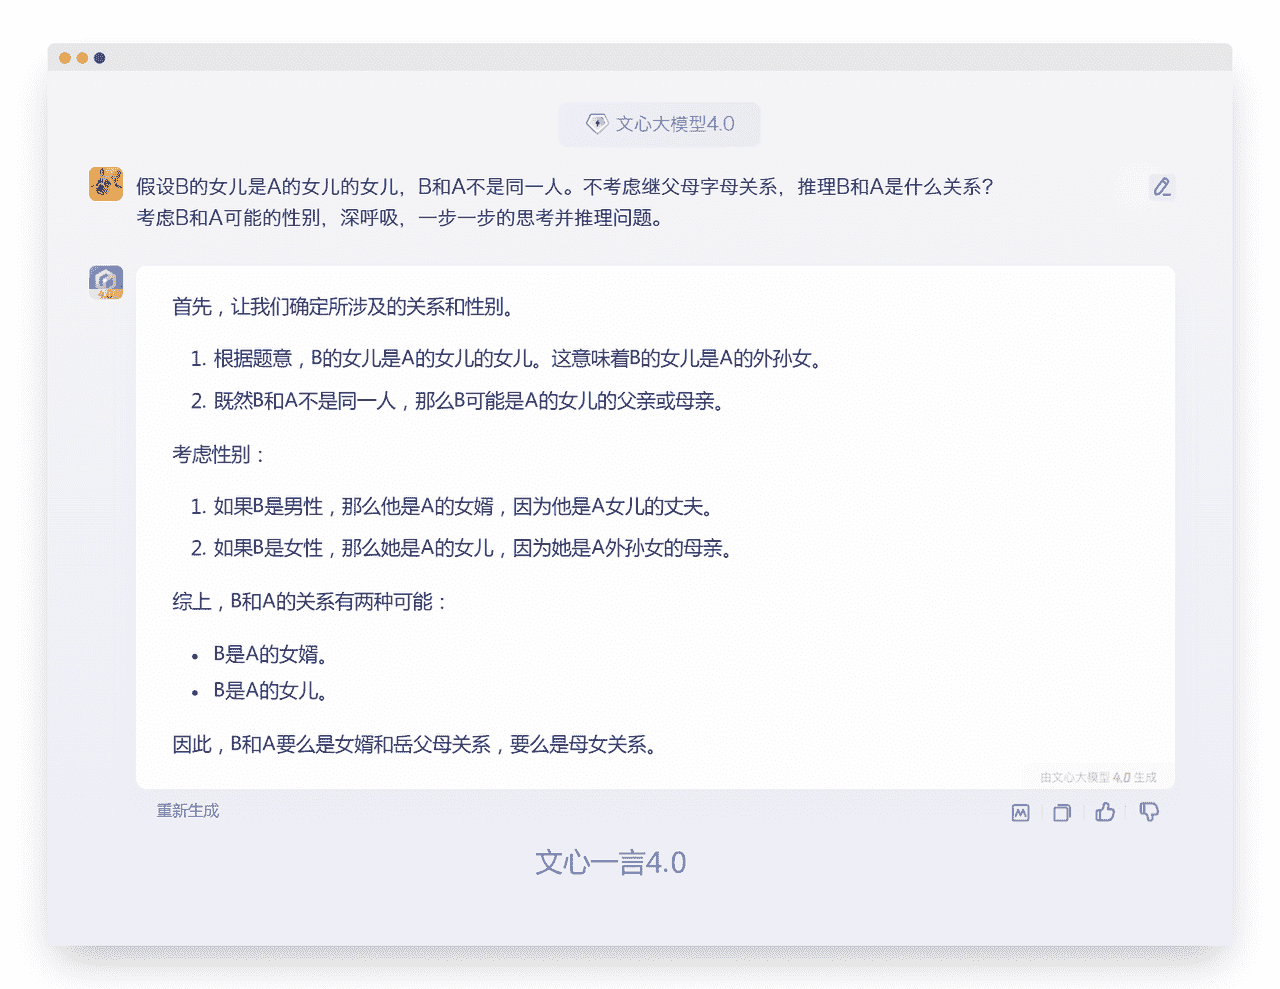 文心大模型4.0
假设B的女儿是A的女儿的女儿，B和A不是同一人。不考虑继父母字母关系，推理B和A是什么关系？
考虑B和A可能的性别，深呼吸，一步一步的思考并推理问题。
4.0
首先，让我们确定所涉及的关系和性别。
1. 根据题意，B的女儿是A的女儿的女儿。这意味着B的女儿是A的外孙女。
2. 既然B和A不是同一人，那么B可能是A的女儿的父亲或母亲。
考虑性别：
1. 如果B是男性，那么他是A的女婿，因为他是A女儿的丈夫。
2. 如果B是女性，那么她是A的女儿，因为她是A外孙女的母亲。
综上，B和A的关系有两种可能：
• B是A的女婿。
• B是A的女儿。
因此，B和A要么是女婿和岳父母关系，要么是母女关系。
由文心大模型 4.0 生成
重新生成
文心一言4.0